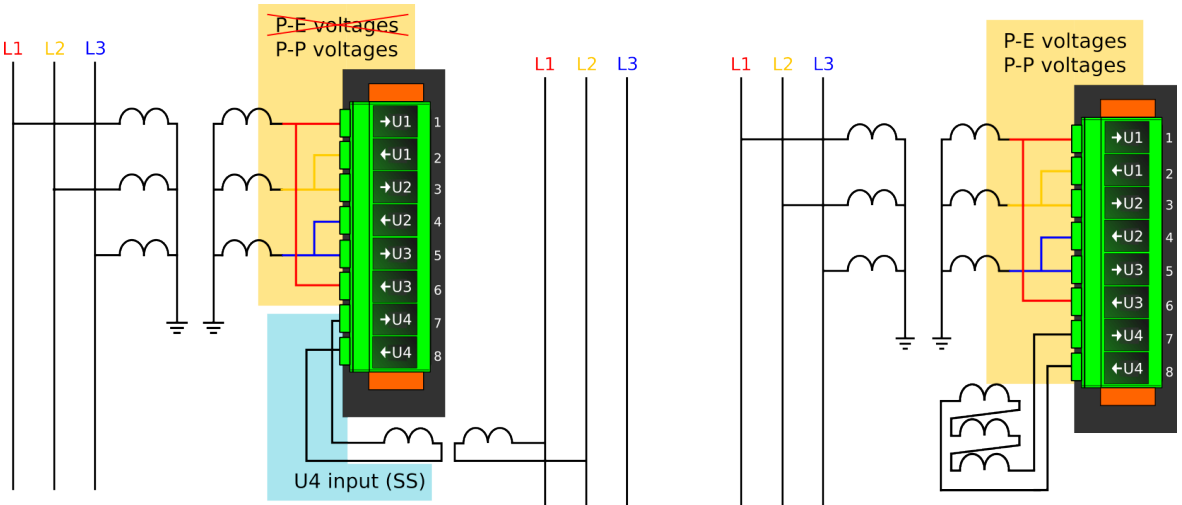 P-E voltages
P-P voltages
L1 L2 L3
→U1 1
←U1 2
→U2 3
←U2 4
→U3 5
←U3 6
→U4 7
←U4 8
U4 input (SS)
L1 L2 L3
L1 L2 L3
P-E voltages
P-P voltages
→U1 1
←U1 2
→U2 3
←U2 4
→U3 5
←U3 6
→U4 7
←U4 8